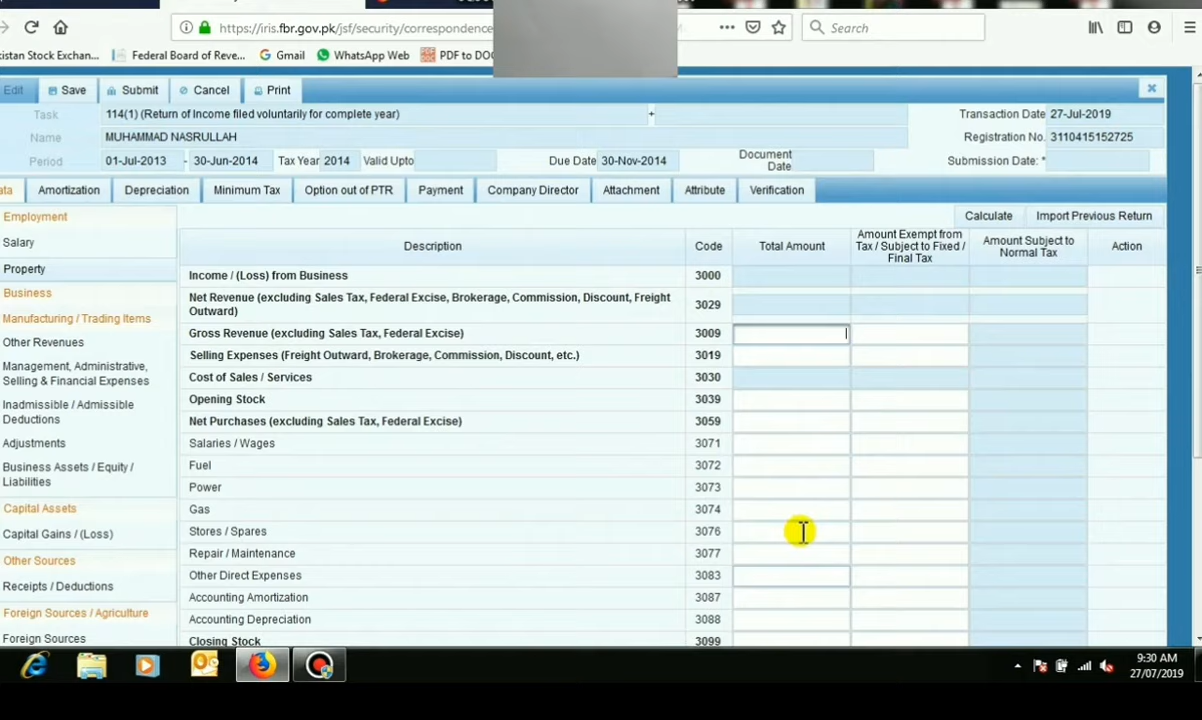 https://iris.fbr.gov.pk/jsf/security/correspondence
Search
kistan Stock Exchan...
Federal Board of Reve...
Gmail
WhatsApp Web
PDF to DOC
Edit Save Submit Cancel Print
Task 114(1) (Return of Income filed voluntarily for complete year) + Transaction Date 27-Jul-2019
Name MUHAMMAD NASRULLAH Registration No. 3110415152725
Period 01-Jul-2013 - 30-Jun-2014 Tax Year 2014 Valid Upto Due Date 30-Nov-2014 Document Date Submission Date: *
ata Amortization Depreciation Minimum Tax Option out of PTR Payment Company Director Attachment Attribute Verification
Employment
Salary
Property
Business
Manufacturing / Trading Items
Other Revenues
Management, Administrative,
Selling & Financial Expenses
Inadmissible / Admissible
Deductions
Adjustments
Business Assets / Equity /
Liabilities
Capital Assets
Capital Gains / (Loss)
Other Sources
Receipts / Deductions
Foreign Sources / Agriculture
Foreign Sources
Calculate Import Previous Return
Description Code Total Amount Amount Exempt from Tax / Subject to Fixed / Final Tax Amount Subject to Normal Tax Action
Income / (Loss) from Business 3000
Net Revenue (excluding Sales Tax, Federal Excise, Brokerage, Commission, Discount, Freight
Outward) 3029
Gross Revenue (excluding Sales Tax, Federal Excise) 3009
Selling Expenses (Freight Outward, Brokerage, Commission, Discount, etc.) 3019
Cost of Sales / Services 3030
Opening Stock 3039
Net Purchases (excluding Sales Tax, Federal Excise) 3059
Salaries / Wages 3071
Fuel 3072
Power 3073
Gas 3074
Stores / Spares 3076
Repair / Maintenance 3077
Other Direct Expenses 3083
Accounting Amortization 3087
Accounting Depreciation 3088
Closing Stock 3099
9:30 AM
27/07/2019